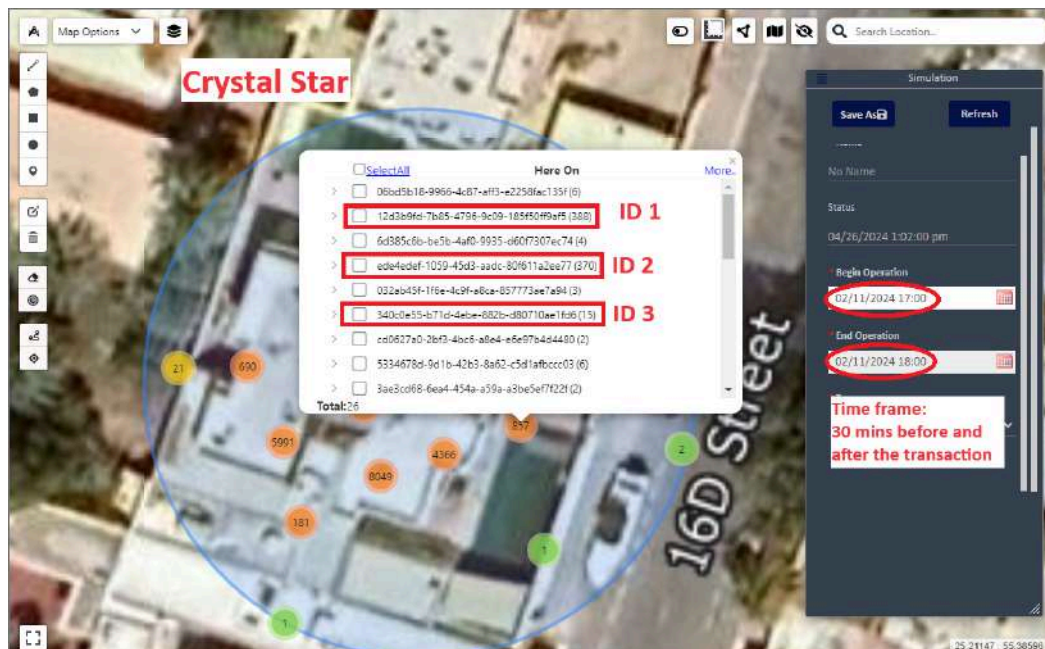 Map Options
Search Location...
Crystal Star
Simulation
Save As
Refresh
No Name
Status
04/26/2024 1:02:00 pm
* Begin Operation
02/11/2024 17:00
* End Operation
02/11/2024 18:00
Time frame:
30 mins before and
after the transaction
SelectAll
Here On
More..
06bd5b18-9966-4c87-aff3-e2258fac135f (6)
12d3b9fd-7b85-4796-9c09-185f50ff9af5 (388)
ID 1
6d385c6b-be5b-4af0-9935-d60f7307ec74 (4)
ede4edef-1059-45d3-aadc-80f611a2ee77 (370)
ID 2
032ab45f-1f6e-4c9f-a8ca-857773ae7a94 (3)
340c0e55-b71d-4ebe-882b-d80710ae1fd6 (15)
ID 3
cd0627a0-2bf3-4bc6-a8e4-e6e97b4d4480 (2)
5334678d-9d1b-42b3-8a62-c5d1afbccc03 (6)
3ae3cd68-6ea4-454a-a59a-a3be5ef7f22f (2)
Total:26
21
690
857
5991
4366
2
8049
181
1
1
16D Street
25.21147 : 55.38596